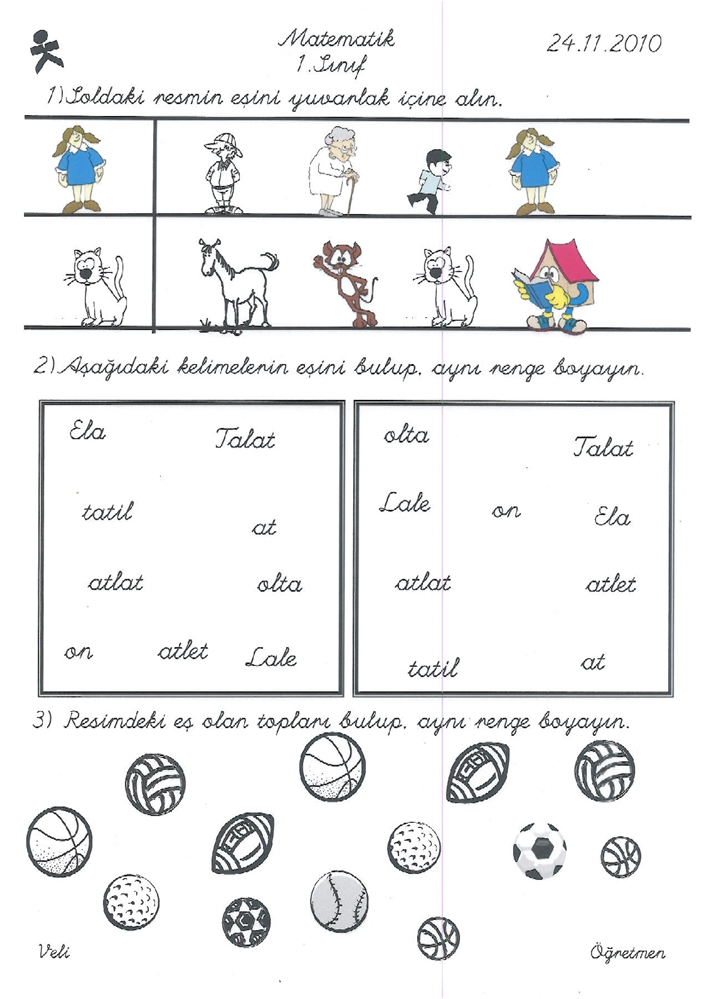 Matematik 24.11.2010
1.Sınıf
1)Soldaki resmin eşini yuvarlak içine alın.
2)Aşağıdaki kelimelerin eşini bulup, aynı renge boyayın.
Ela Talat
tatil at
atlat olta
on atlet Lale
olta Talat
Lale on Ela
atlat atlet
tatil at
3) Resimdeki eş olan topları bulup, aynı renge boyayın.
Veli Öğretmen